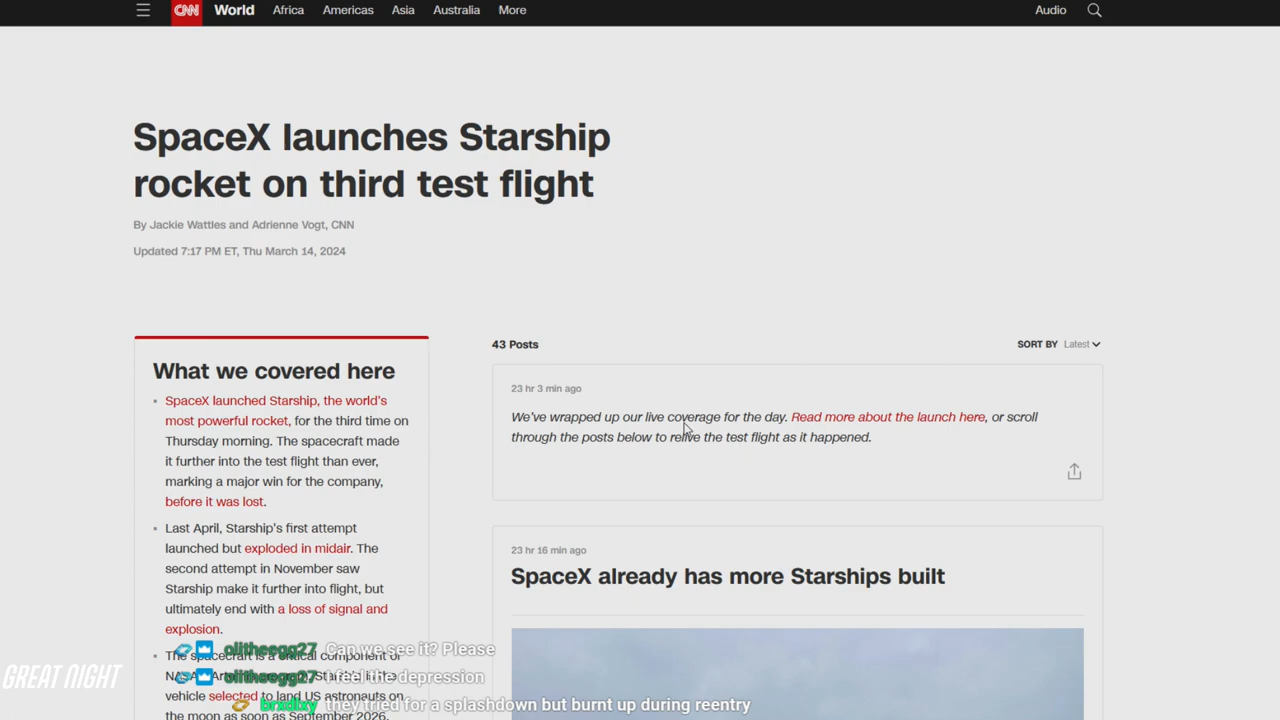 CNN World Africa Americas Asia Australia More Audio
SpaceX launches Starship
rocket on third test flight
By Jackie Wattles and Adrienne Vogt, CNN
Updated 7:17 PM ET, Thu March 14, 2024
43 Posts
SORT BY Latest
What we covered here
SpaceX launched Starship, the world's
most powerful rocket, for the third time on
Thursday morning. The spacecraft made
it further into the test flight than ever,
marking a major win for the company,
before it was lost.
Last April, Starship's first attempt
launched but exploded in midair. The
second attempt in November saw
Starship make it further into flight, but
ultimately end with a loss of signal and
explosion.
The spacecraft is a critical component of
vehicle selected to land US astronauts on
the moon as soon as September 2026.
23 hr 3 min ago
We've wrapped up our live coverage for the day. Read more about the launch here, or scroll
through the posts below to relive the test flight as it happened.
23 hr 16 min ago
SpaceX already has more Starships built
olitheegg27 Can we see it? Please
olitheegg27 I feel the depression
brxdlxy they tried for a splashdown but burnt up during reentry
GREAT NIGHT